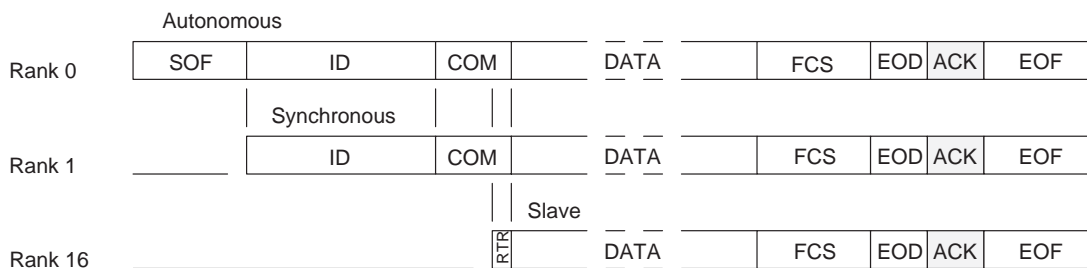 Autonomous
Rank 0 SOF ID COM DATA FCS EOD ACK EOF
Synchronous
Rank 1 ID COM DATA FCS EOD ACK EOF
Slave
Rank 16 RTR DATA FCS EOD ACK EOF